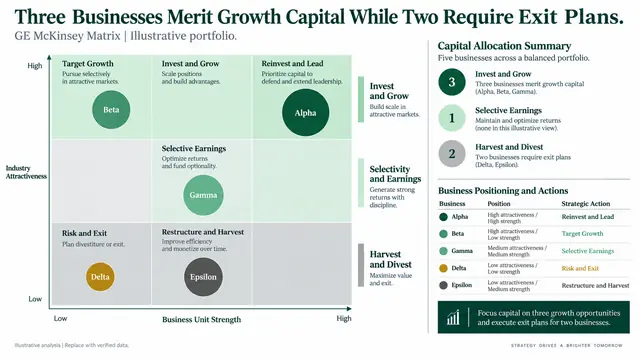 Three Businesses Merit Growth Capital While Two Require Exit Plans.
GE McKinsey Matrix | Illustrative portfolio.
High
Industry
Attractiveness
Low
Target Growth
Pursue selectively
in attractive markets.
Beta
Invest and Grow
Scale positions
and build advantages.
Reinvest and Lead
Prioritize capital to
defend and extend leadership.
Alpha
Selective Earnings
Optimize returns
and fund optionality.
Gamma
Risk and Exit
Plan divestiture or exit.
Delta
Restructure and Harvest
Improve efficiency
and monetize over time.
Epsilon
Low
Business Unit Strength
High
Invest
and Grow
Build scale in
attractive markets.
Selectivity
and Earnings
Generate strong
returns with
discipline.
Harvest
and Divest
Maximize value
and exit.
Capital Allocation Summary
Five businesses across a balanced portfolio.
3
Invest and Grow
Three businesses merit growth capital
(Alpha, Beta, Gamma).
1
Selective Earnings
Maintain and optimize returns
(none in this illustrative view).
2
Harvest and Divest
Two businesses require exit plans
(Delta, Epsilon).
Business Positioning and Actions
Business Position Strategic Action
Alpha High attractiveness / High strength Reinvest and Lead
Beta High attractiveness / Low strength Target Growth
Gamma Medium attractiveness / Medium strength Selective Earnings
Delta Low attractiveness / Low strength Risk and Exit
Epsilon Low attractiveness / Medium strength Restructure and Harvest
Focus capital on three growth opportunities
and execute exit plans for two businesses.
Illustrative analysis | Replace with verified data.
STRATEGY DRIVES A BRIGHTER TOMORROW